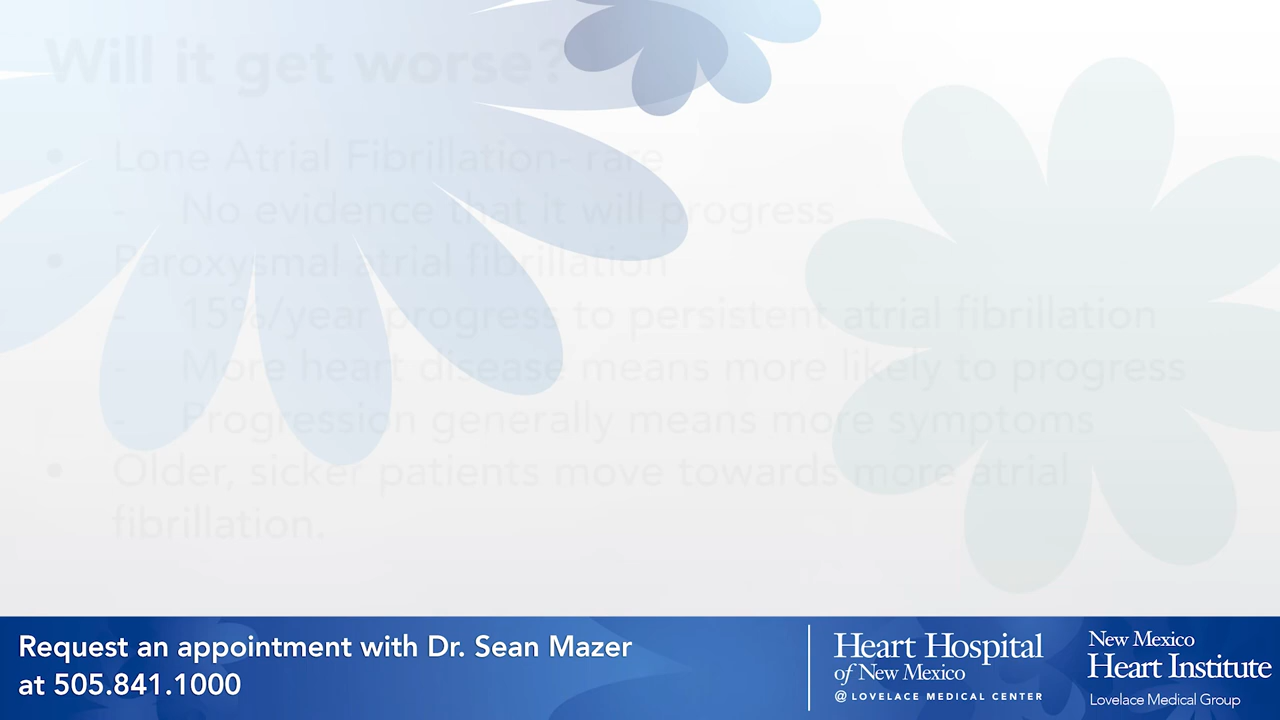 Will it get worse?
• Lone Atrial Fibrillation- rare
- No evidence that it will progress
• Paroxysmal atrial fibrillation
- 15%/year progress to persistent atrial fibrillation
- More heart disease means more likely to progress
- Progression generally means more symptoms
• Older, sicker patients move towards more atrial
fibrillation.
Request an appointment with Dr. Sean Mazer
at 505.841.1000
Heart Hospital
of New Mexico
@ LOVELACE MEDICAL CENTER
New Mexico
Heart Institute
Lovelace Medical Group